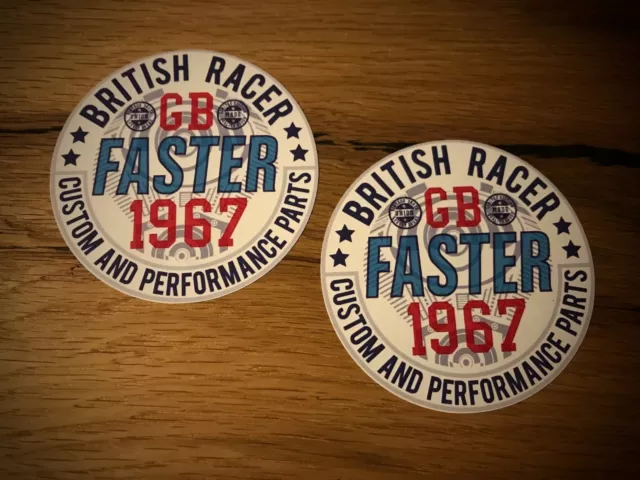 BRITISH RACER
GB
FASTER
1967
CUSTOM AND PERFORMANCE PARTS
BRITISH RACER
GB
FASTER
1967
CUSTOM AND PERFORMANCE PARTS